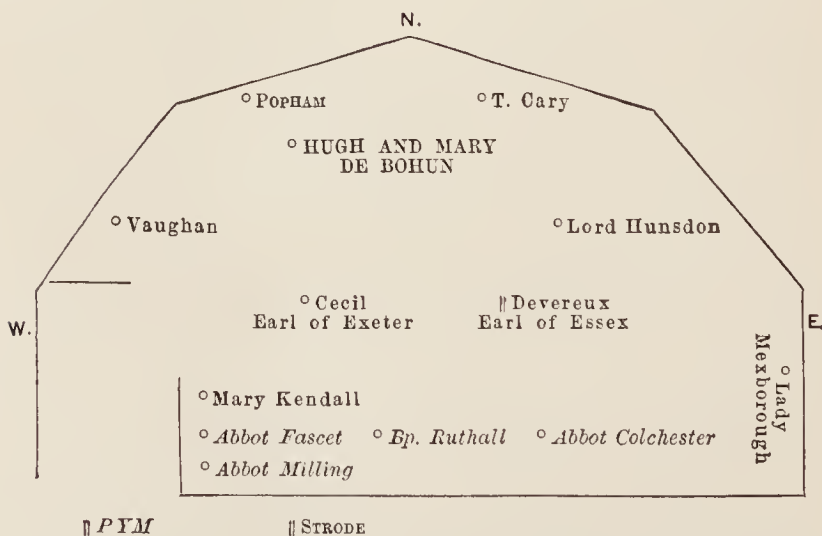 N.
POPHAM
T. Cary
HUGH AND MARY
DE BOHUN
Vaughan
Lord Hunsdon
W.
Cecil
Earl of Exeter
Devereux
Earl of Essex
E.
Lady
Mexborough
Mary Kendall
Abbot Fascet
Bp. Ruthall
Abbot Colchester
Abbot Milling
PYM
STRODE